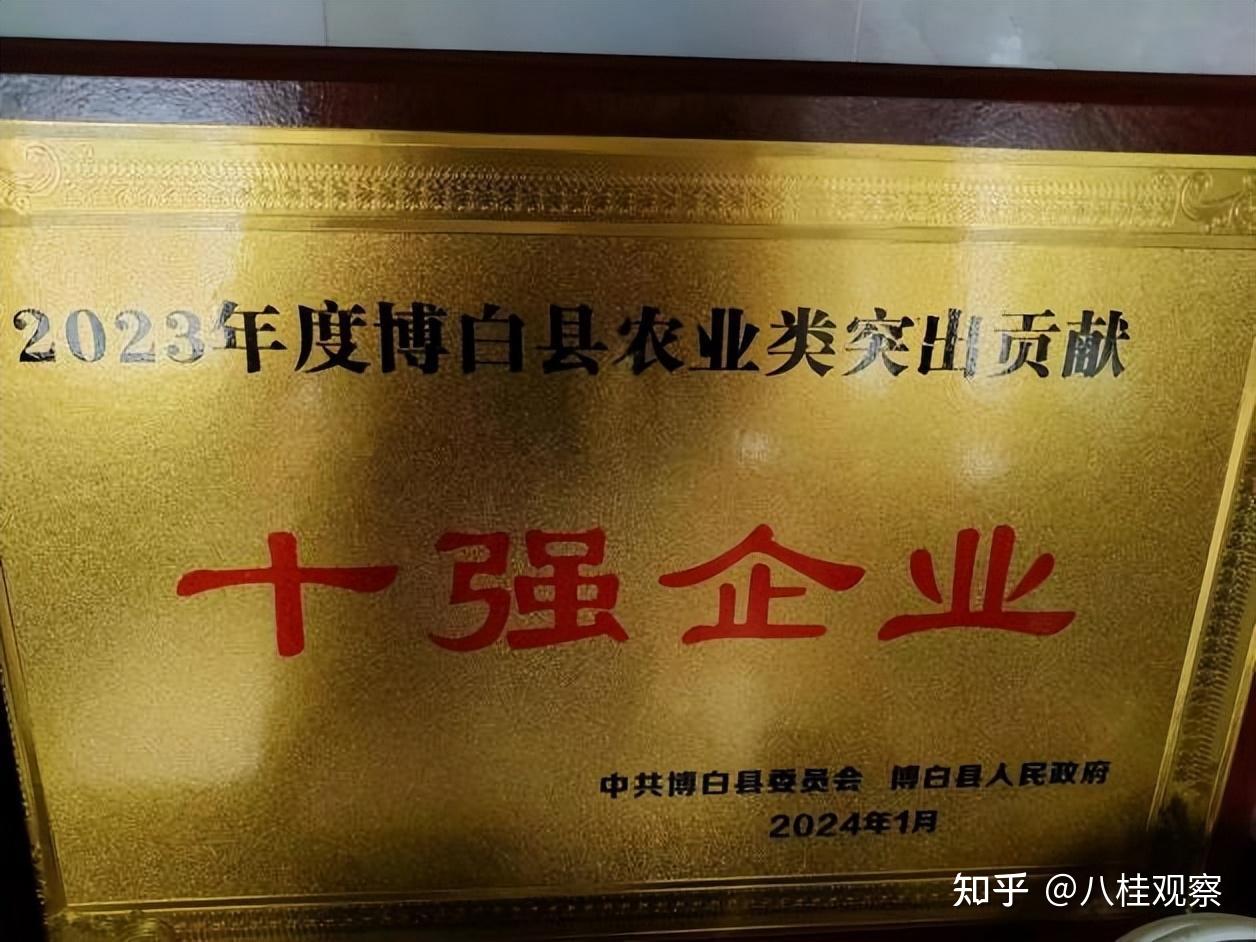 2023年度博白县农业类突出贡献
十强企业
中共博白县委员会 博白县人民政府
2024年1月
知乎 @八桂观察